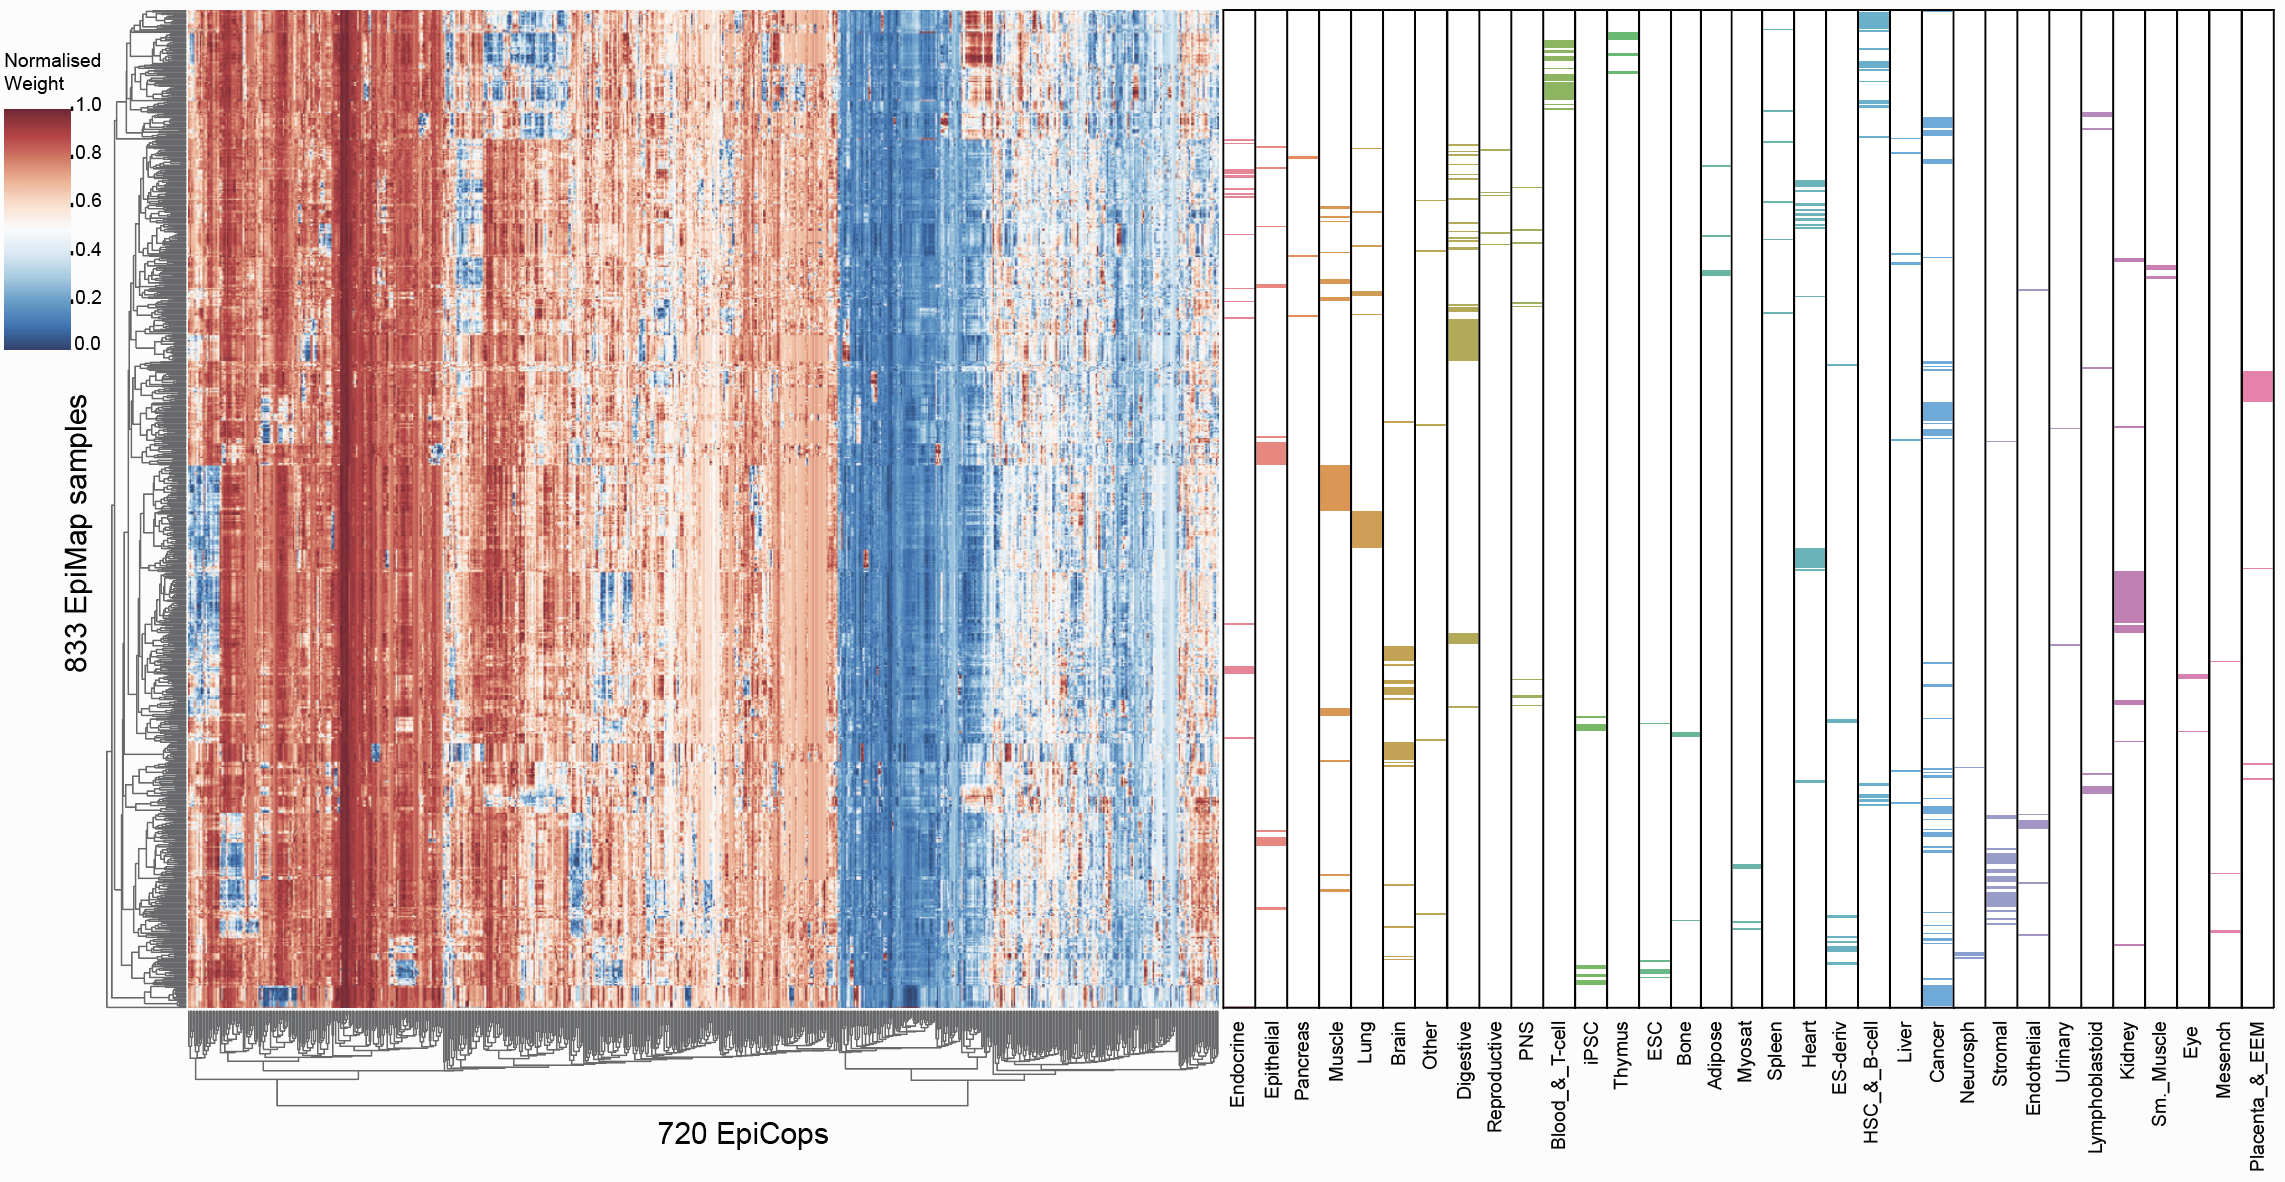 Normalised
Weight
1.0
0.8
0.6
0.4
0.2
0.0
833 EpiMap samples
720 EpiCops
Endocrine
Epithelial
Pancreas
Muscle
Lung
Brain
Other
Digestive
Reproductive
PNS
Blood_&_T-cell
iPSC
Thymus
ESC
Bone
Adipose
Myosat
Spleen
Heart
ES-deriv
HSC_&_B-cell
Liver
Cancer
Neurosph
Stromal
Endothelial
Urinary
Lymphoblastoid
Kidney
Sm._Muscle
Eye
Mesench
Placenta_&_EEM